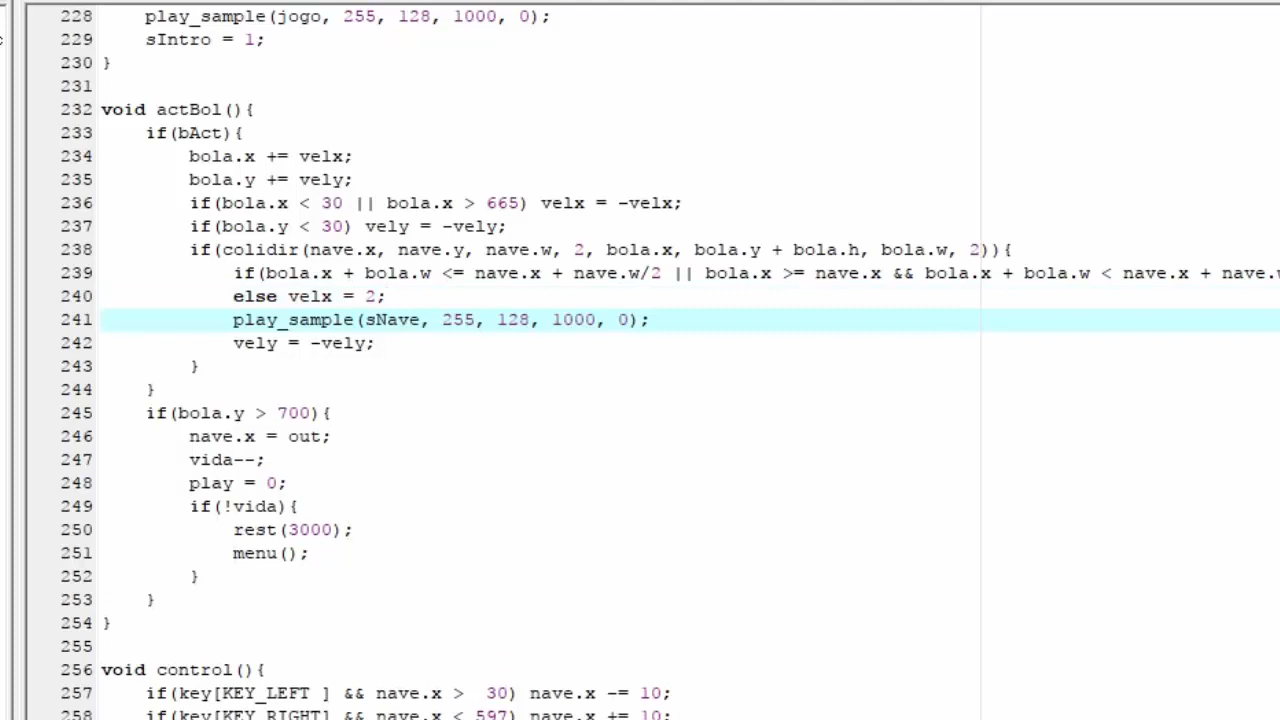 228 play_sample(jogo, 255, 128, 1000, 0);
229 sIntro = 1;
230 }
231
232 void actBol(){
233 if(bAct){
234 bola.x += velx;
235 bola.y += vely;
236 if(bola.x < 30 || bola.x > 665) velx = -velx;
237 if(bola.y < 30) vely = -vely;
238 if(colidir(nave.x, nave.y, nave.w, 2, bola.x, bola.y + bola.h, bola.w, 2)){
239 if(bola.x + bola.w <= nave.x + nave.w/2 || bola.x >= nave.x && bola.x + bola.w < nave.x + nave.w
240 else velx = 2;
241 play_sample(sNave, 255, 128, 1000, 0);
242 vely = -vely;
243 }
244 }
245 if(bola.y > 700){
246 nave.x = out;
247 vida--;
248 play = 0;
249 if(!vida){
250 rest(3000);
251 menu();
252 }
253 }
254 }
255
256 void control(){
257 if(key[KEY_LEFT ] && nave.x >  30) nave.x -= 10;
258 if(key[KEY_RIGHT] && nave.x < 597) nave.x += 10;